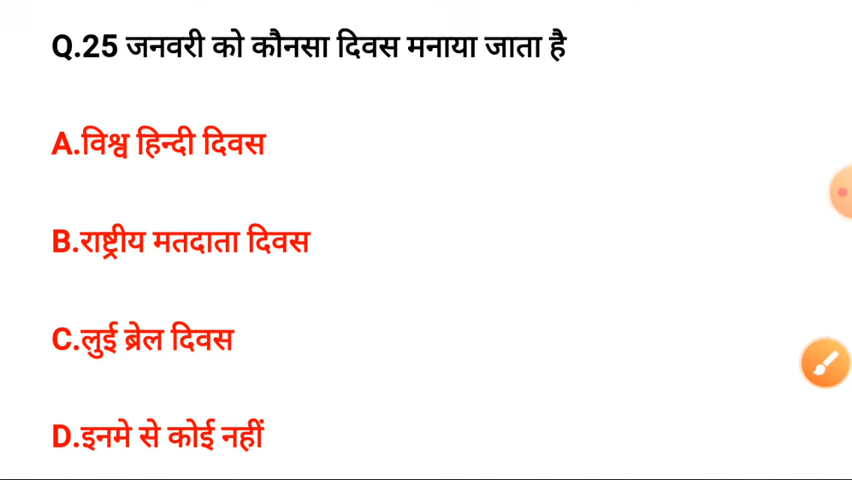 Q.25 जनवरी को कौनसा दिवस मनाया जाता है
A.विश्व हिन्दी दिवस
B.राष्ट्रीय मतदाता दिवस
C.लुई ब्रेल दिवस
D.इनमे से कोई नहीं